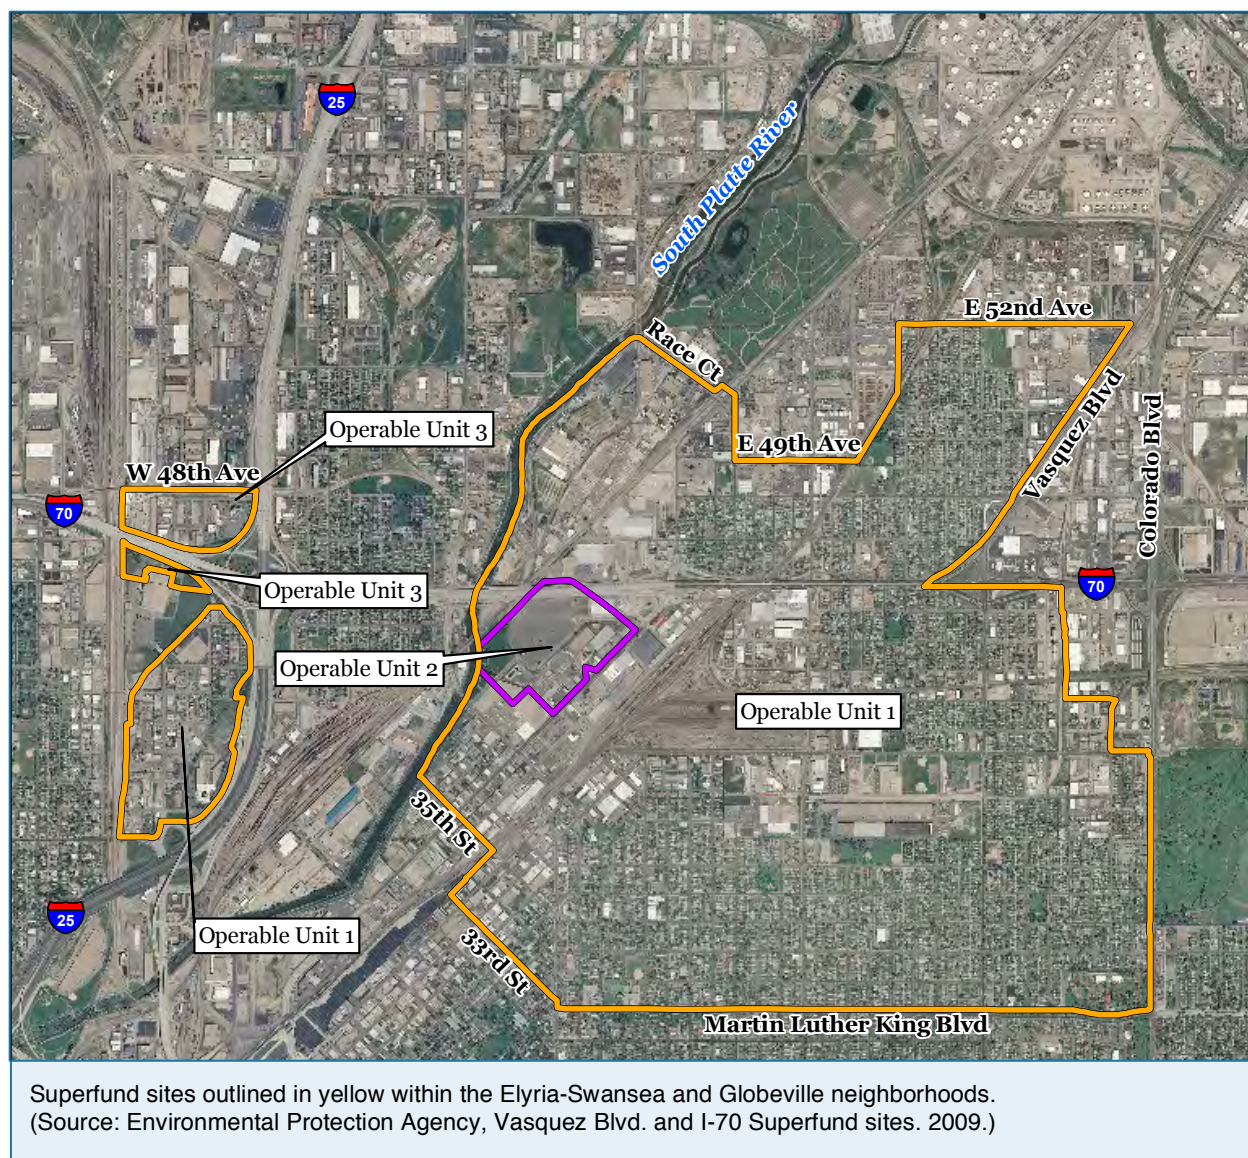 25
South Platte River
E 52nd Ave
Race Ct
Operable Unit 3
E 49th Ave
Vasquez Blvd
Colorado Blvd
W 48th Ave
70
Operable Unit 3
70
Operable Unit 2
Operable Unit 1
35th St
25
Operable Unit 1
33rd St
Martin Luther King Blvd
Superfund sites outlined in yellow within the Elyria-Swansea and Globeville neighborhoods.
(Source: Environmental Protection Agency, Vasquez Blvd. and I-70 Superfund sites. 2009.)